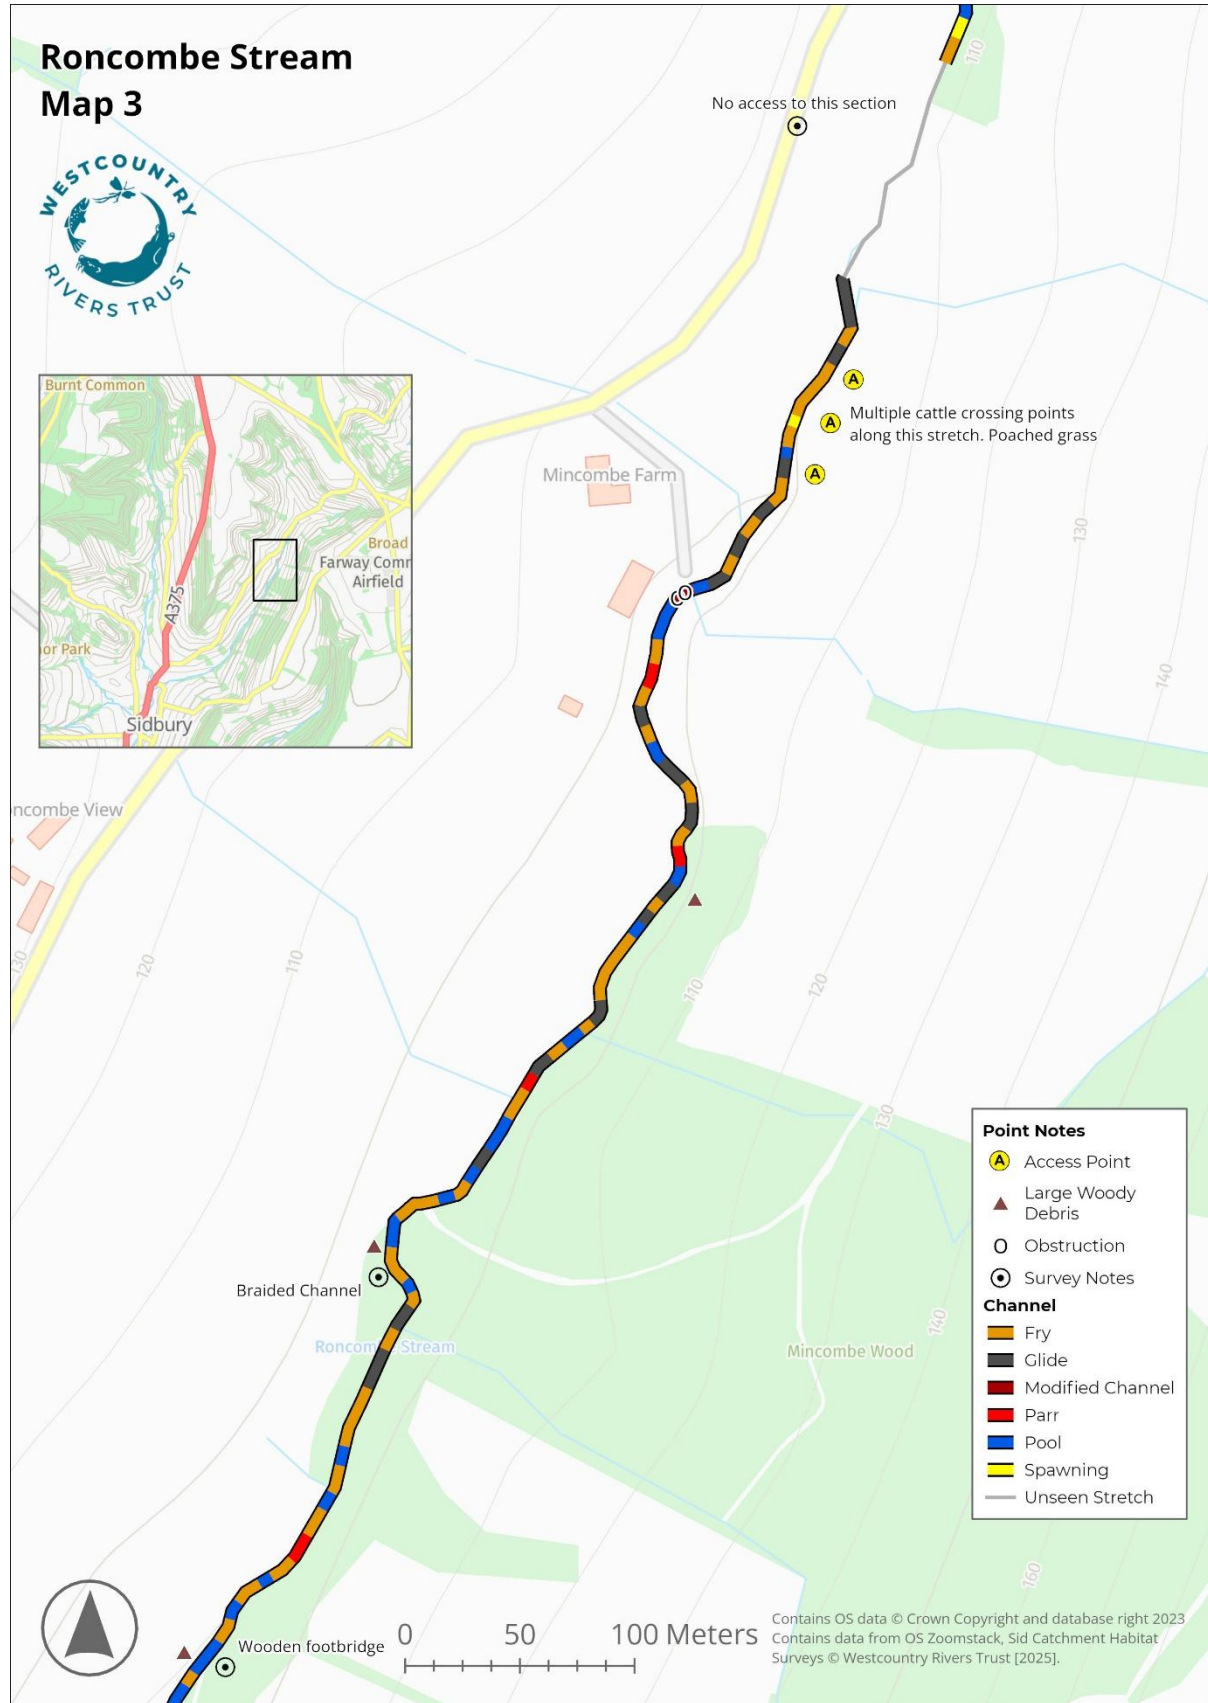 Roncombe Stream
Map 3
WESTCOUNTRY
RIVERS TRUST
No access to this section
110
A
A
Multiple cattle crossing points
along this stretch. Poached grass
A
Mincombe Farm
130
140
Burnt Common
A375
Broad
Farway Comm
Airfield
or Park
Sidbury
ncombe View
130
120
110
110
120
130
140
160
Braided Channel
Roncombe Stream
Mincombe Wood
Wooden footbridge
Point Notes
A Access Point
Large Woody
Debris
O Obstruction
Survey Notes
Channel
Fry
Glide
Modified Channel
Parr
Pool
Spawning
Unseen Stretch
0 50 100 Meters
Contains OS data © Crown Copyright and database right 2023
Contains data from OS Zoomstack, Sid Catchment Habitat
Surveys © Westcountry Rivers Trust [2025].